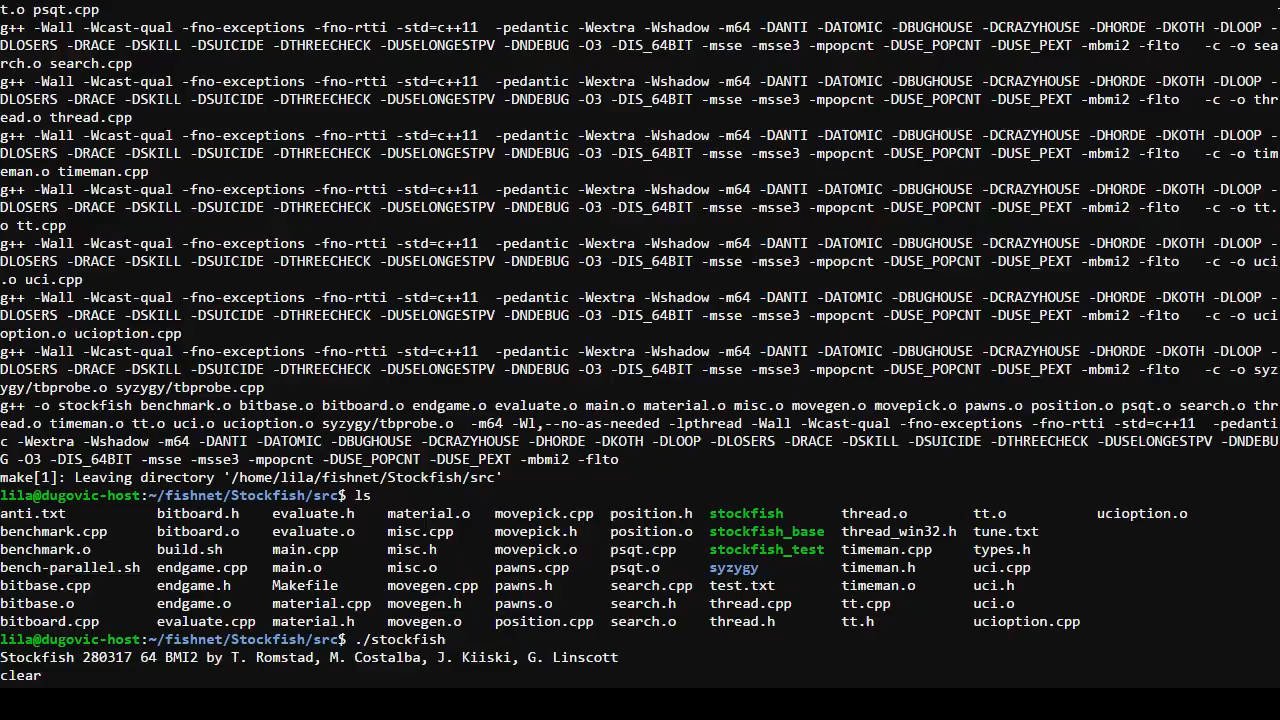 t.o psqt.cpp
g++ -Wall -Wcast-qual -fno-exceptions -fno-rtti -std=c++11  -pedantic -Wextra -Wshadow -m64 -DANTI -DATOMIC -DBUGHOUSE -DCRAZYHOUSE -DHORDE -DKOTH -DLOOP -
DLOSERS -DRACE -DSKILL -DSUICIDE -DTHREECHECK -DUSELONGESTPV -DNDEBUG -O3 -DIS_64BIT -msse -msse3 -mpopcnt -DUSE_POPCNT -DUSE_PEXT -mbmi2 -flto   -c -o sea
rch.o search.cpp
g++ -Wall -Wcast-qual -fno-exceptions -fno-rtti -std=c++11  -pedantic -Wextra -Wshadow -m64 -DANTI -DATOMIC -DBUGHOUSE -DCRAZYHOUSE -DHORDE -DKOTH -DLOOP -
DLOSERS -DRACE -DSKILL -DSUICIDE -DTHREECHECK -DUSELONGESTPV -DNDEBUG -O3 -DIS_64BIT -msse -msse3 -mpopcnt -DUSE_POPCNT -DUSE_PEXT -mbmi2 -flto   -c -o thr
ead.o thread.cpp
g++ -Wall -Wcast-qual -fno-exceptions -fno-rtti -std=c++11  -pedantic -Wextra -Wshadow -m64 -DANTI -DATOMIC -DBUGHOUSE -DCRAZYHOUSE -DHORDE -DKOTH -DLOOP -
DLOSERS -DRACE -DSKILL -DSUICIDE -DTHREECHECK -DUSELONGESTPV -DNDEBUG -O3 -DIS_64BIT -msse -msse3 -mpopcnt -DUSE_POPCNT -DUSE_PEXT -mbmi2 -flto   -c -o tim
eman.o timeman.cpp
g++ -Wall -Wcast-qual -fno-exceptions -fno-rtti -std=c++11  -pedantic -Wextra -Wshadow -m64 -DANTI -DATOMIC -DBUGHOUSE -DCRAZYHOUSE -DHORDE -DKOTH -DLOOP -
DLOSERS -DRACE -DSKILL -DSUICIDE -DTHREECHECK -DUSELONGESTPV -DNDEBUG -O3 -DIS_64BIT -msse -msse3 -mpopcnt -DUSE_POPCNT -DUSE_PEXT -mbmi2 -flto   -c -o tt.
o tt.cpp
g++ -Wall -Wcast-qual -fno-exceptions -fno-rtti -std=c++11  -pedantic -Wextra -Wshadow -m64 -DANTI -DATOMIC -DBUGHOUSE -DCRAZYHOUSE -DHORDE -DKOTH -DLOOP -
DLOSERS -DRACE -DSKILL -DSUICIDE -DTHREECHECK -DUSELONGESTPV -DNDEBUG -O3 -DIS_64BIT -msse -msse3 -mpopcnt -DUSE_POPCNT -DUSE_PEXT -mbmi2 -flto   -c -o uci
.o uci.cpp
g++ -Wall -Wcast-qual -fno-exceptions -fno-rtti -std=c++11  -pedantic -Wextra -Wshadow -m64 -DANTI -DATOMIC -DBUGHOUSE -DCRAZYHOUSE -DHORDE -DKOTH -DLOOP -
DLOSERS -DRACE -DSKILL -DSUICIDE -DTHREECHECK -DUSELONGESTPV -DNDEBUG -O3 -DIS_64BIT -msse -msse3 -mpopcnt -DUSE_POPCNT -DUSE_PEXT -mbmi2 -flto   -c -o uci
option.o ucioption.cpp
g++ -Wall -Wcast-qual -fno-exceptions -fno-rtti -std=c++11  -pedantic -Wextra -Wshadow -m64 -DANTI -DATOMIC -DBUGHOUSE -DCRAZYHOUSE -DHORDE -DKOTH -DLOOP -
DLOSERS -DRACE -DSKILL -DSUICIDE -DTHREECHECK -DUSELONGESTPV -DNDEBUG -O3 -DIS_64BIT -msse -msse3 -mpopcnt -DUSE_POPCNT -DUSE_PEXT -mbmi2 -flto   -c -o syz
ygy/tbprobe.o syzygy/tbprobe.cpp
g++ -o stockfish benchmark.o bitbase.o bitboard.o endgame.o evaluate.o main.o material.o misc.o movegen.o movepick.o pawns.o position.o psqt.o search.o thr
ead.o timeman.o tt.o uci.o ucioption.o syzygy/tbprobe.o  -m64 -Wl,--no-as-needed -lpthread -Wall -Wcast-qual -fno-exceptions -fno-rtti -std=c++11  -pedanti
c -Wextra -Wshadow -m64 -DANTI -DATOMIC -DBUGHOUSE -DCRAZYHOUSE -DHORDE -DKOTH -DLOOP -DLOSERS -DRACE -DSKILL -DSUICIDE -DTHREECHECK -DUSELONGESTPV -DNDEBU
G -O3 -DIS_64BIT -msse -msse3 -mpopcnt -DUSE_POPCNT -DUSE_PEXT -mbmi2 -flto
make[1]: Leaving directory '/home/lila/fishnet/Stockfish/src'
lila@dugovic-host:~/fishnet/Stockfish/src$ ls
anti.txt           bitboard.h    evaluate.h    material.o   movepick.cpp  position.h  stockfish       thread.o        tt.o           ucioption.o
benchmark.cpp      bitboard.o    evaluate.o    misc.cpp     movepick.h    position.o  stockfish_base  thread_win32.h  tune.txt
benchmark.o        build.sh      main.cpp      misc.h       movepick.o    psqt.cpp    stockfish_test  timeman.cpp     types.h
bench-parallel.sh  endgame.cpp   main.o        misc.o       pawns.cpp     psqt.o      syzygy          timeman.h       uci.cpp
bitbase.cpp        endgame.h     Makefile      movegen.cpp  pawns.h       search.cpp  test.txt        timeman.o       uci.h
bitbase.o          endgame.o     material.cpp  movegen.h    pawns.o       search.h    thread.cpp      tt.cpp          uci.o
bitboard.cpp       evaluate.cpp  material.h    movegen.o    position.cpp  search.o    thread.h        tt.h            ucioption.cpp
lila@dugovic-host:~/fishnet/Stockfish/src$ ./stockfish
Stockfish 280317 64 BMI2 by T. Romstad, M. Costalba, J. Kiiski, G. Linscott
clear